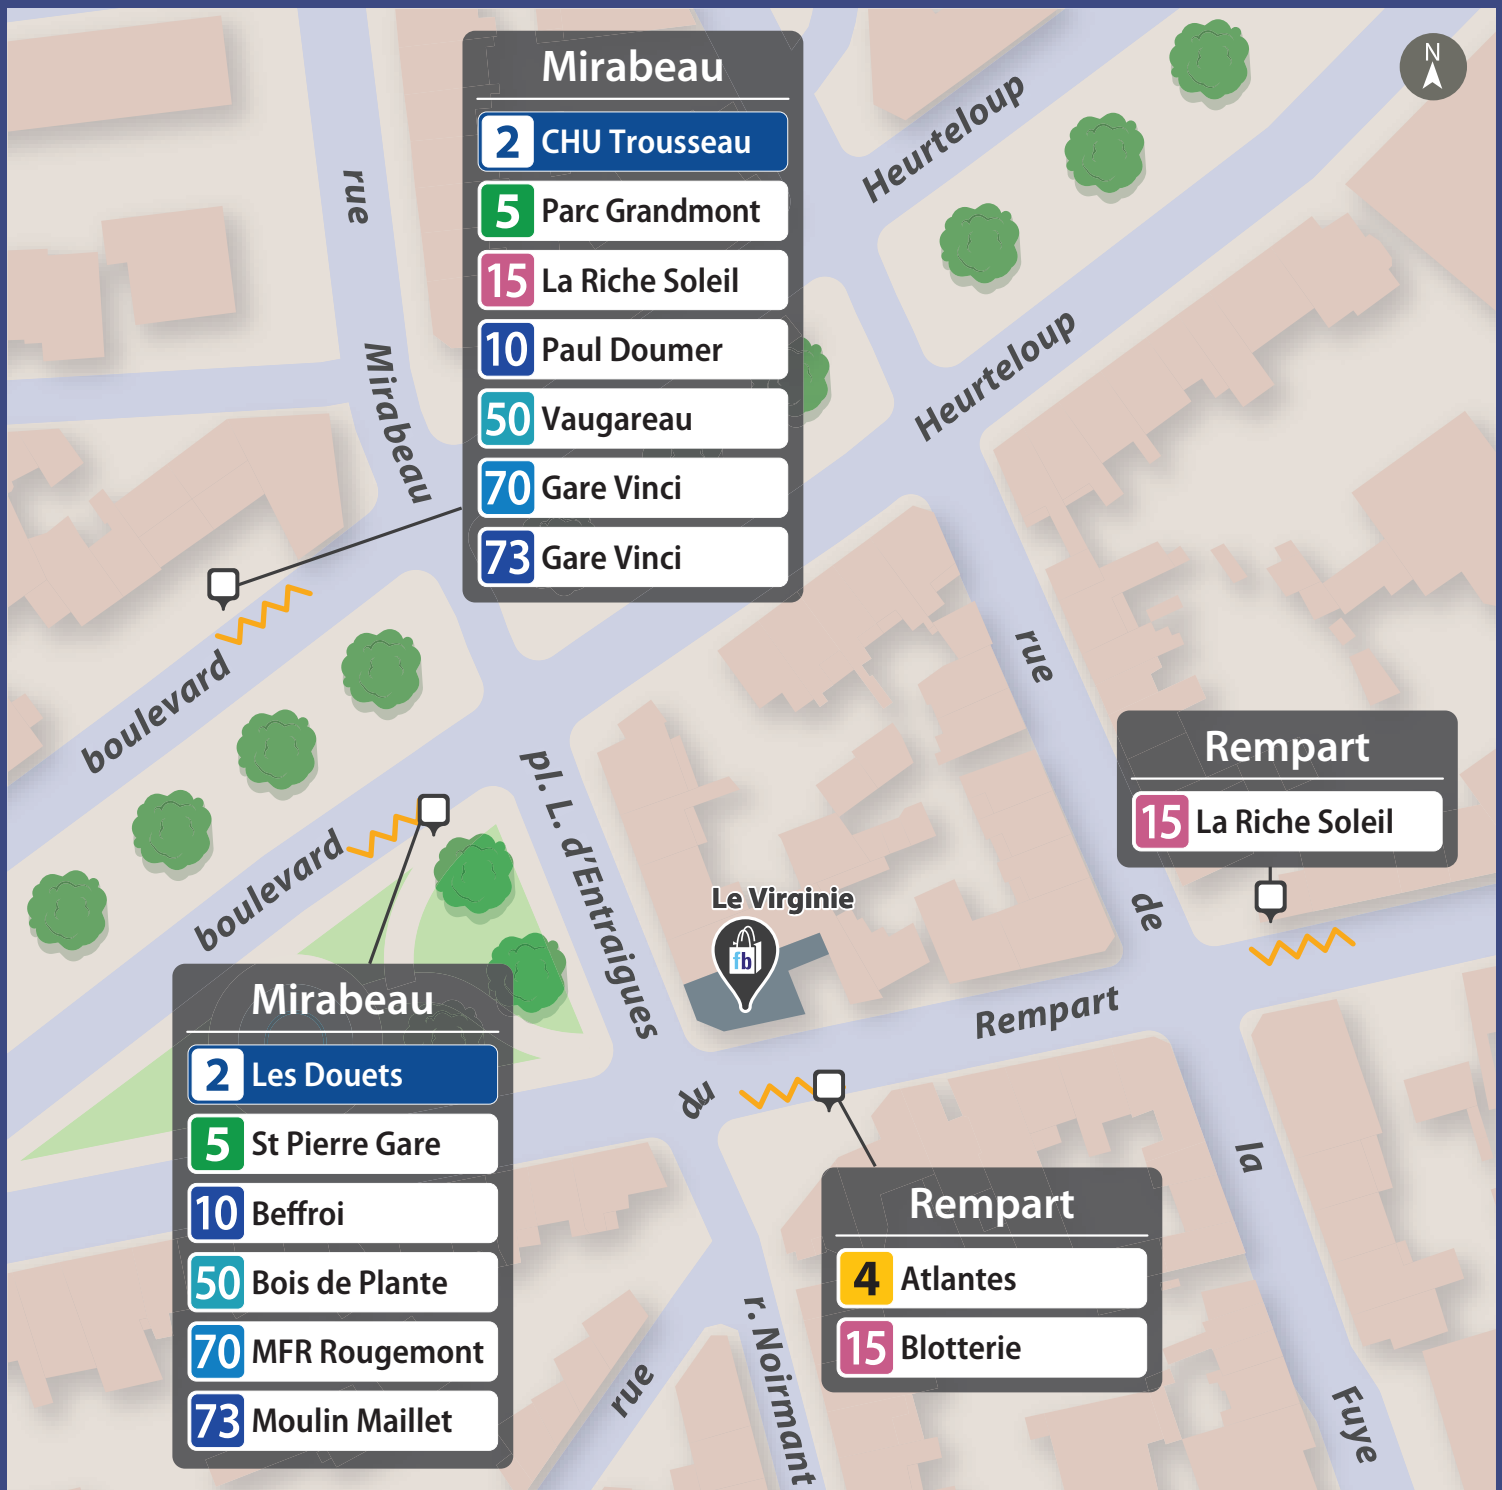 N
Mirabeau
2 CHU Trousseau
5 Parc Grandmont
15 La Riche Soleil
10 Paul Doumer
50 Vaugareau
70 Gare Vinci
73 Gare Vinci
Heurteloup
Heurteloup
rue
Mirabeau
boulevard
boulevard
pl. L. d'Entraigues
rue
de
la
Fuye
Rempart
15 La Riche Soleil
Le Virginie
fb
Rempart
du
rue
r. Noirmant
Mirabeau
2 Les Douets
5 St Pierre Gare
10 Beffroi
50 Bois de Plante
70 MFR Rougemont
73 Moulin Maillet
Rempart
4 Atlantes
15 Blotterie